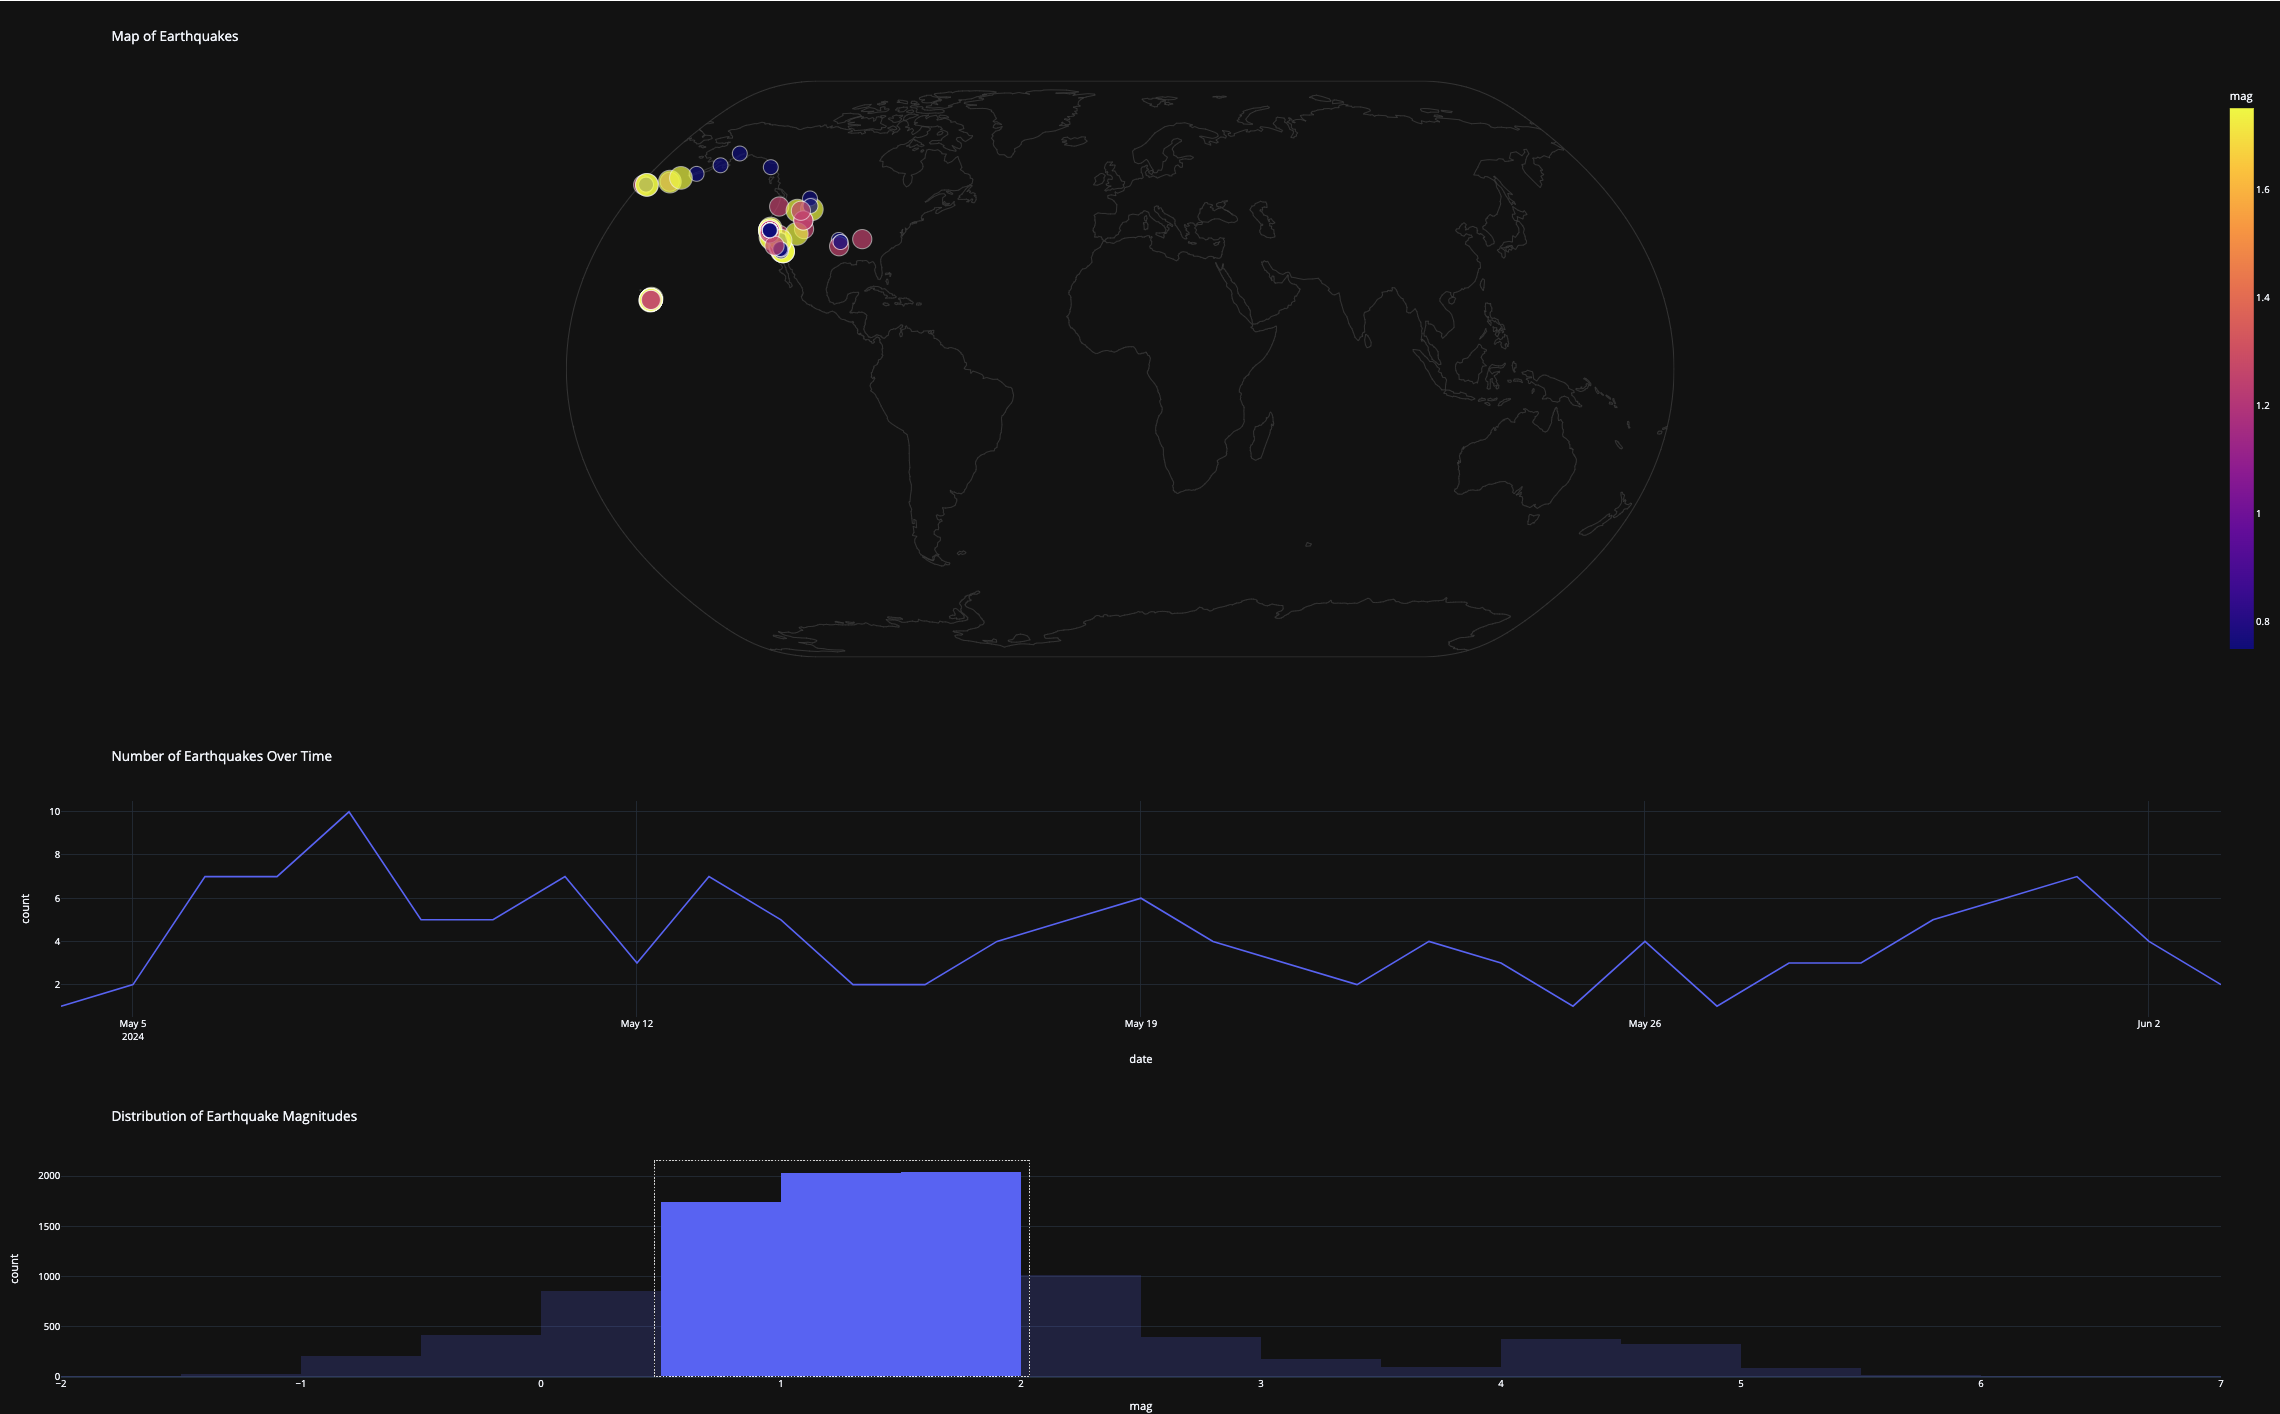 Map of Earthquakes
mag
1.6
1.4
1.2
1
0.8
Number of Earthquakes Over Time
10
8
6
4
2
count
May 5
2024
May 12
May 19
May 26
Jun 2
date
Distribution of Earthquake Magnitudes
2000
1500
1000
500
0
count
−2
−1
0
1
2
3
4
5
6
7
mag